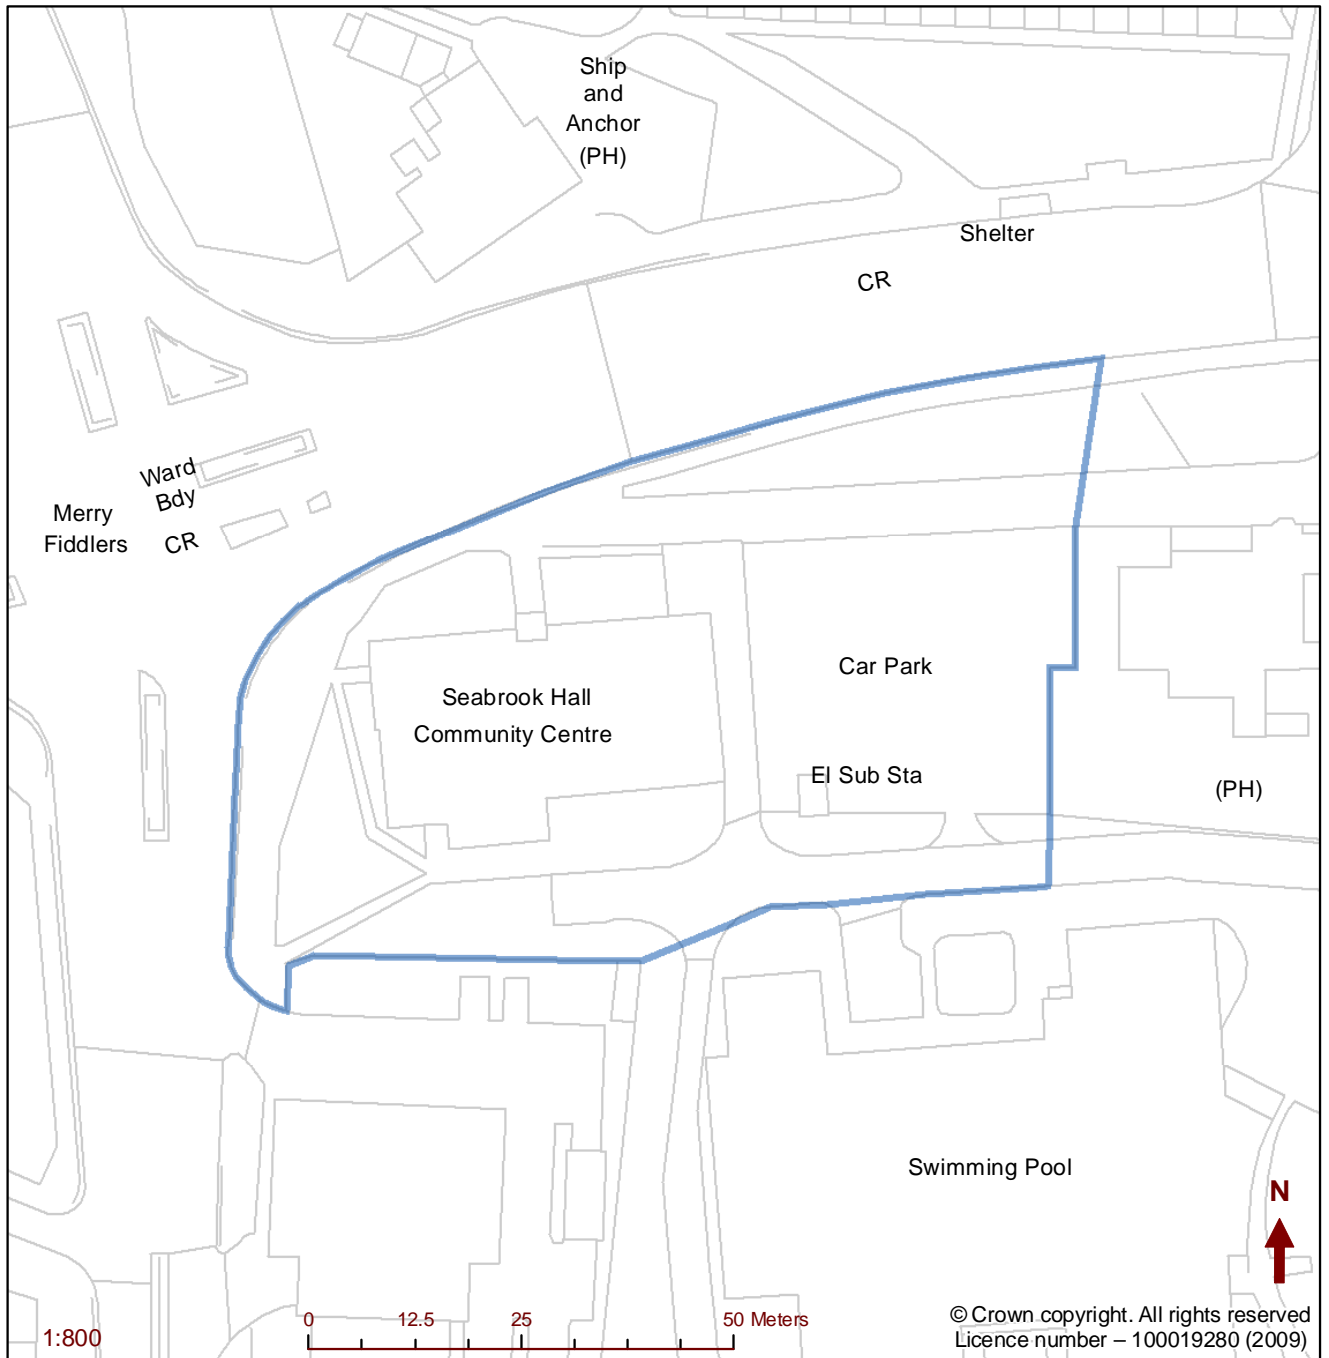 Ship
and
Anchor
(PH)
Shelter
CR
Ward
Bdy
Merry
Fiddlers
CR
Car Park
Seabrook Hall
Community Centre
El Sub Sta
(PH)
Swimming Pool
N
0 12.5 25 50 Meters
1:800
© Crown copyright. All rights reserved
Licence number – 100019280 (2009)